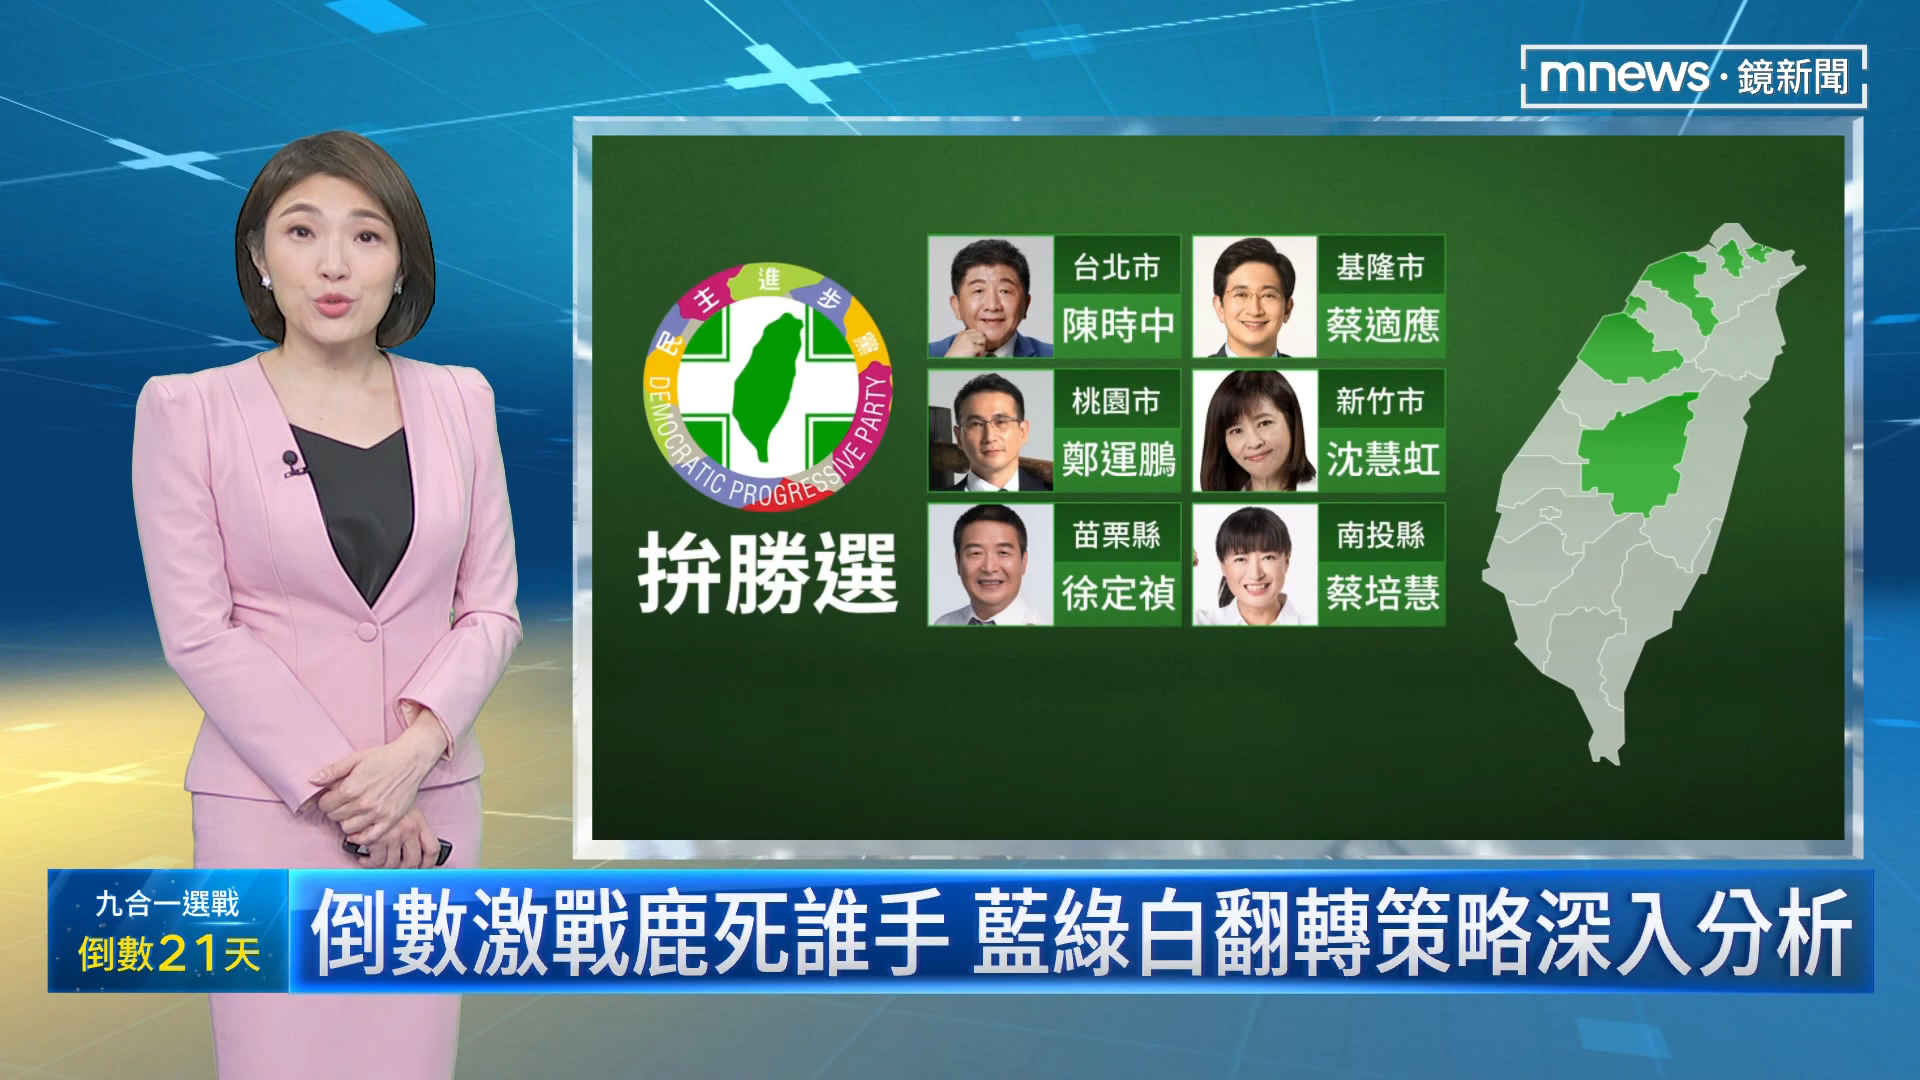 mnews·鏡新聞
民主進步黨
DEMOCRATIC PROGRESSIVE PARTY
拚勝選
台北市
陳時中
基隆市
蔡適應
桃園市
鄭運鵬
新竹市
沈慧虹
苗栗縣
徐定禎
南投縣
蔡培慧
九合一選戰
倒數21天
倒數激戰鹿死誰手 藍綠白翻轉策略深入分析